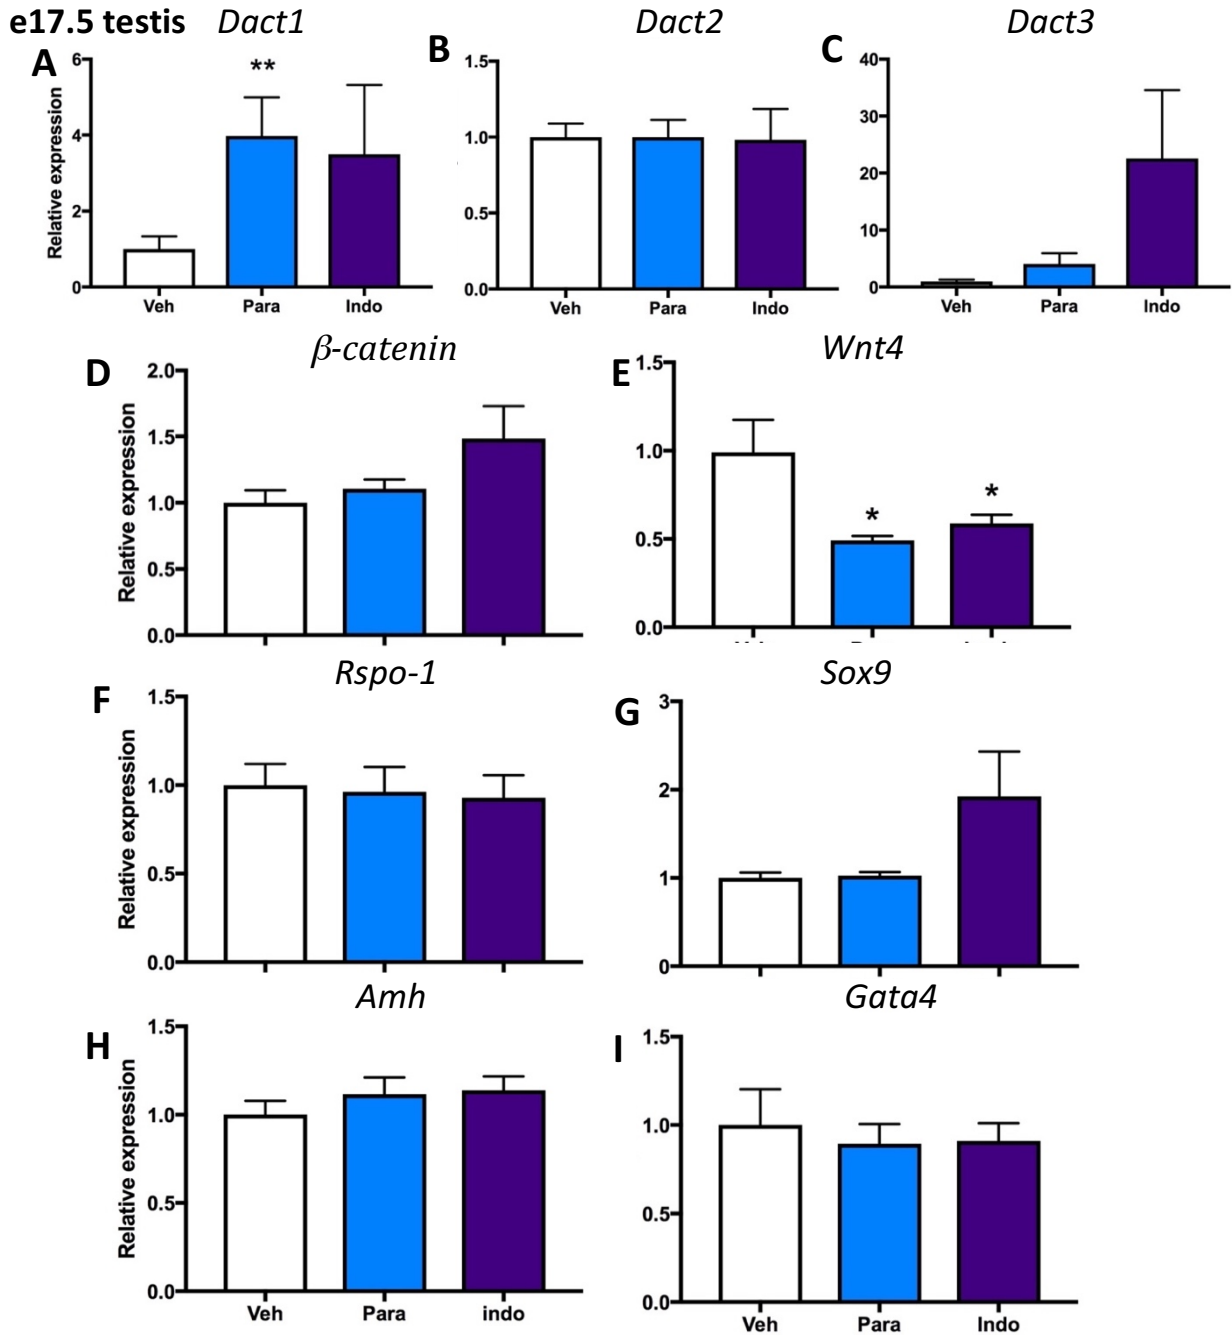 e17.5 testis Dact1 Dact2 Dact3
A B C
Relative expression
6
4
2
0
**
Veh Para Indo
1.5
1.0
0.5
0.0
Veh Para Indo
40
30
20
10
0
Veh Para Indo
D β-catenin
Relative expression
2.0
1.5
1.0
0.5
0.0
E Wnt4
1.5
1.0
0.5
0.0
*
*
F Rspo-1
Relative expression
1.5
1.0
0.5
0.0
G Sox9
3
2
1
0
H Amh
Relative expression
1.5
1.0
0.5
0.0
Veh Para indo
I Gata4
1.5
1.0
0.5
0.0
Veh Para Indo